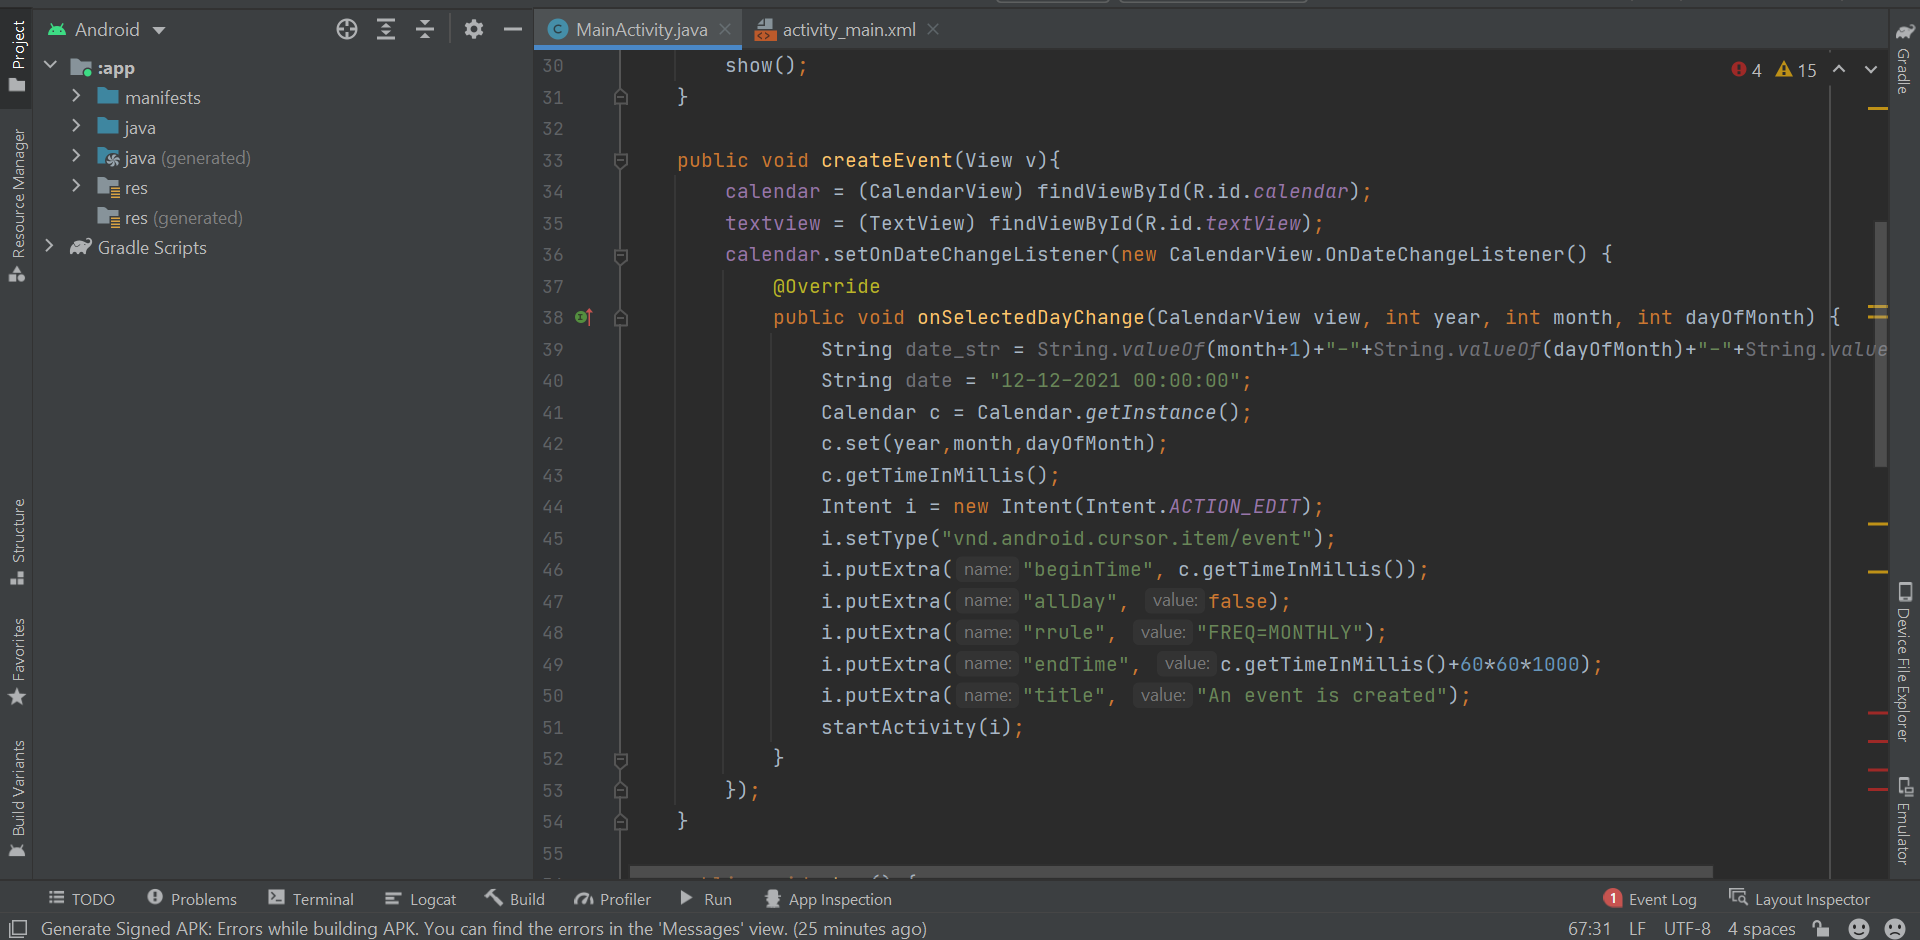 Project
Resource Manager
Structure
Favorites
Build Variants
Android
:app
manifests
java
java (generated)
res
res (generated)
Gradle Scripts
MainActivity.java
activity_main.xml
4 15
30 show();
31 }
32
33 public void createEvent(View v){
34 calendar = (CalendarView) findViewById(R.id.calendar);
35 textview = (TextView) findViewById(R.id.textView);
36 calendar.setOnDateChangeListener(new CalendarView.OnDateChangeListener() {
37 @Override
38 public void onSelectedDayChange(CalendarView view, int year, int month, int dayOfMonth) {
39 String date_str = String.valueOf(month+1)+"-"+String.valueOf(dayOfMonth)+"-"+String.value
40 String date = "12-12-2021 00:00:00";
41 Calendar c = Calendar.getInstance();
42 c.set(year,month,dayOfMonth);
43 c.getTimeInMillis();
44 Intent i = new Intent(Intent.ACTION_EDIT);
45 i.setType("vnd.android.cursor.item/event");
46 i.putExtra( name: "beginTime", c.getTimeInMillis());
47 i.putExtra( name: "allDay", value: false);
48 i.putExtra( name: "rrule", value: "FREQ=MONTHLY");
49 i.putExtra( name: "endTime", value: c.getTimeInMillis()+60*60*1000);
50 i.putExtra( name: "title", value: "An event is created");
51 startActivity(i);
52 }
53 });
54 }
55
Gradle
Device File Explorer
Emulator
TODO Problems Terminal Logcat Build Profiler Run App Inspection 1 Event Log Layout Inspector
Generate Signed APK: Errors while building APK. You can find the errors in the 'Messages' view. (25 minutes ago) 67:31 LF UTF-8 4 spaces